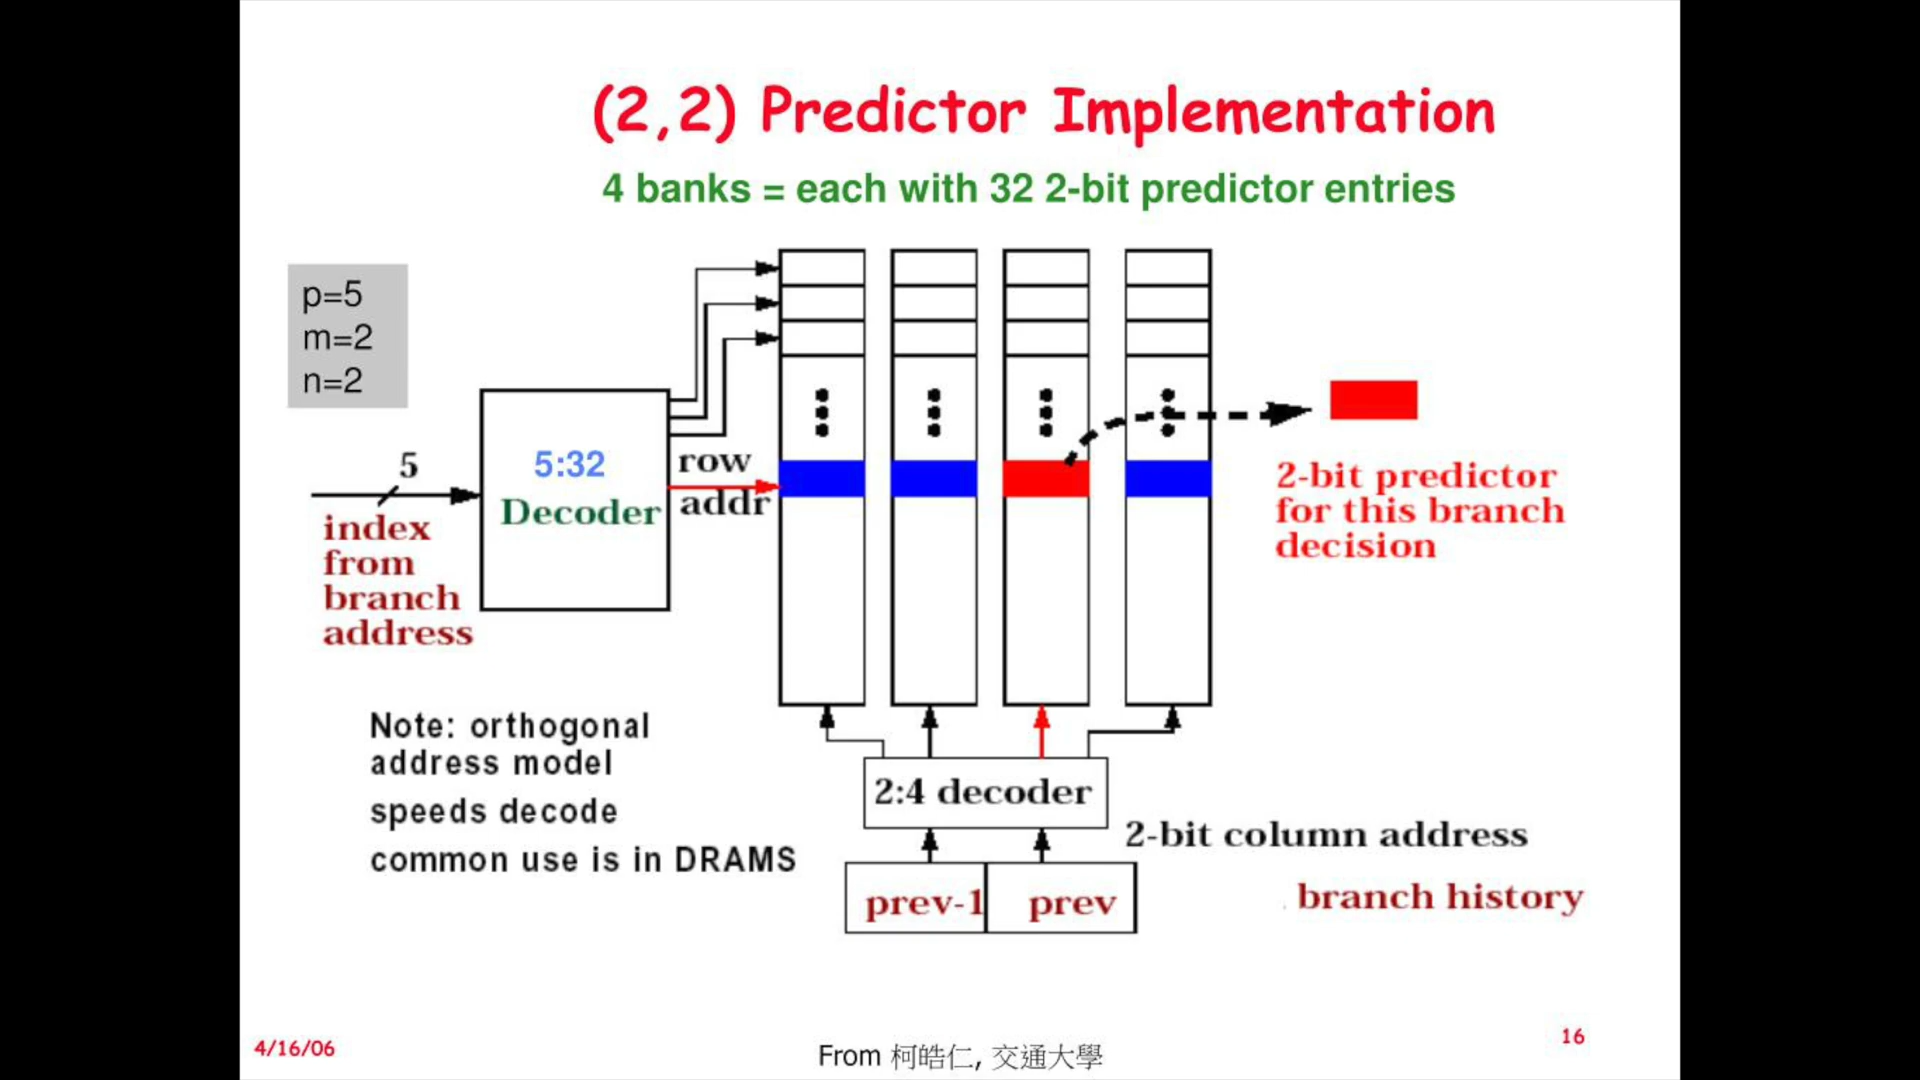 (2,2) Predictor Implementation
4 banks = each with 32 2-bit predictor entries
p=5
m=2
n=2
5
index
from
branch
address
5:32
Decoder
row
addr
2-bit predictor
for this branch
decision
Note: orthogonal
address model
speeds decode
common use is in DRAMS
2:4 decoder
2-bit column address
prev-1
prev
branch history
4/16/06
From 柯皓仁, 交通大學
16